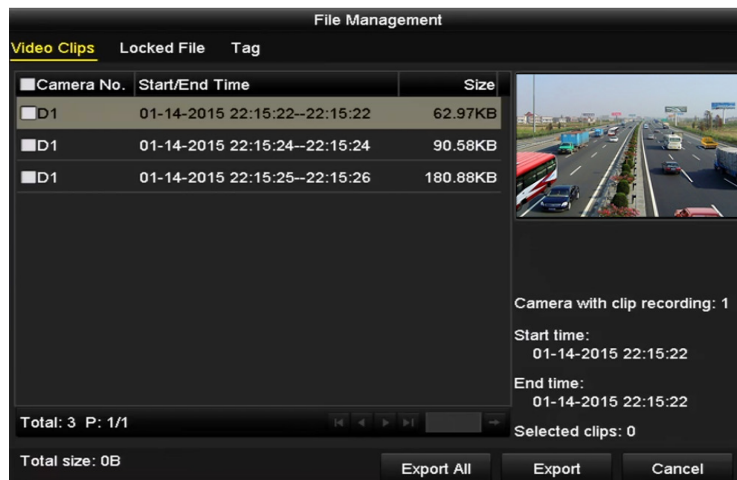 File Management
Video Clips Locked File Tag
Camera No. Start/End Time Size
D1 01-14-2015 22:15:22--22:15:22 62.97KB
D1 01-14-2015 22:15:24--22:15:24 90.58KB
D1 01-14-2015 22:15:25--22:15:26 180.88KB
Total: 3 P: 1/1
Camera with clip recording: 1
Start time:
01-14-2015 22:15:22
End time:
01-14-2015 22:15:22
Selected clips: 0
Total size: 0B
Export All Export Cancel